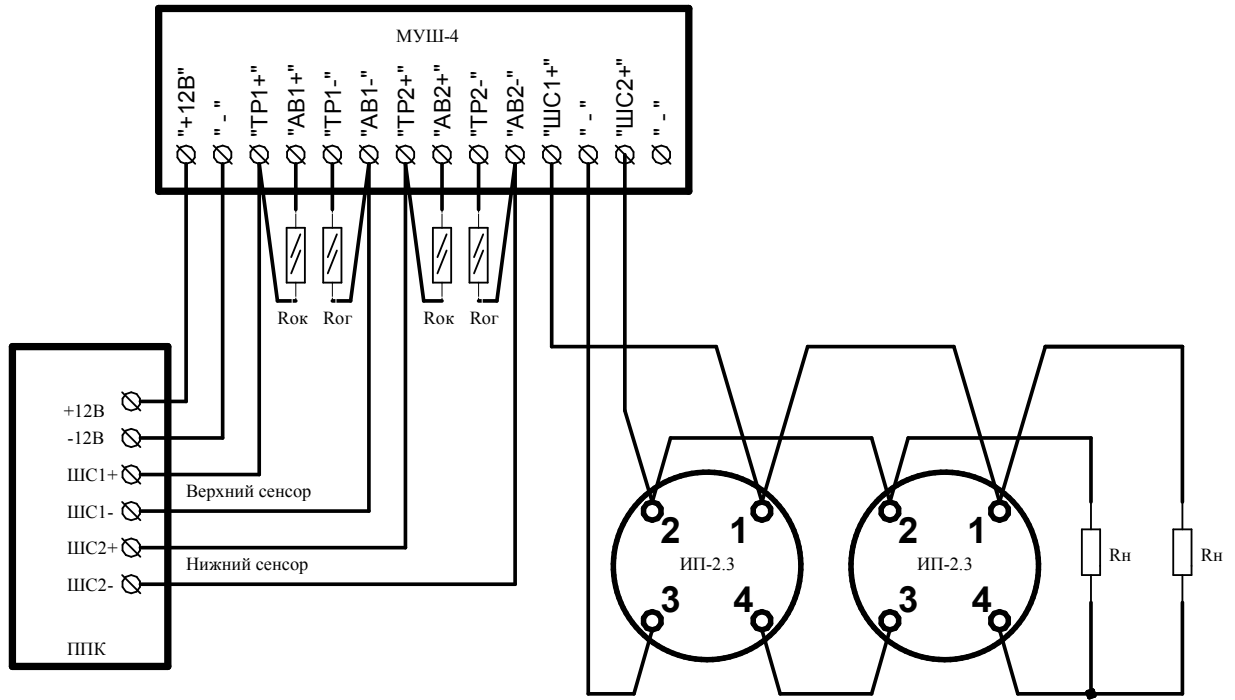 МУШ-4
"+12В"
"-"
"ТР1+"
"АВ1+"
"ТР1-"
"АВ1-"
"ТР2+"
"АВ2+"
"ТР2-"
"АВ2-"
"ШС1+"
"-"
"ШС2+"
"-"
Rок Rог Rок Rог
+12В
-12В
ШС1+
Верхний сенсор
ШС1-
ШС2+
Нижний сенсор
ШС2-
ППК
2 1
ИП-2.3
3 4
2 1
ИП-2.3
3 4
Rн Rн